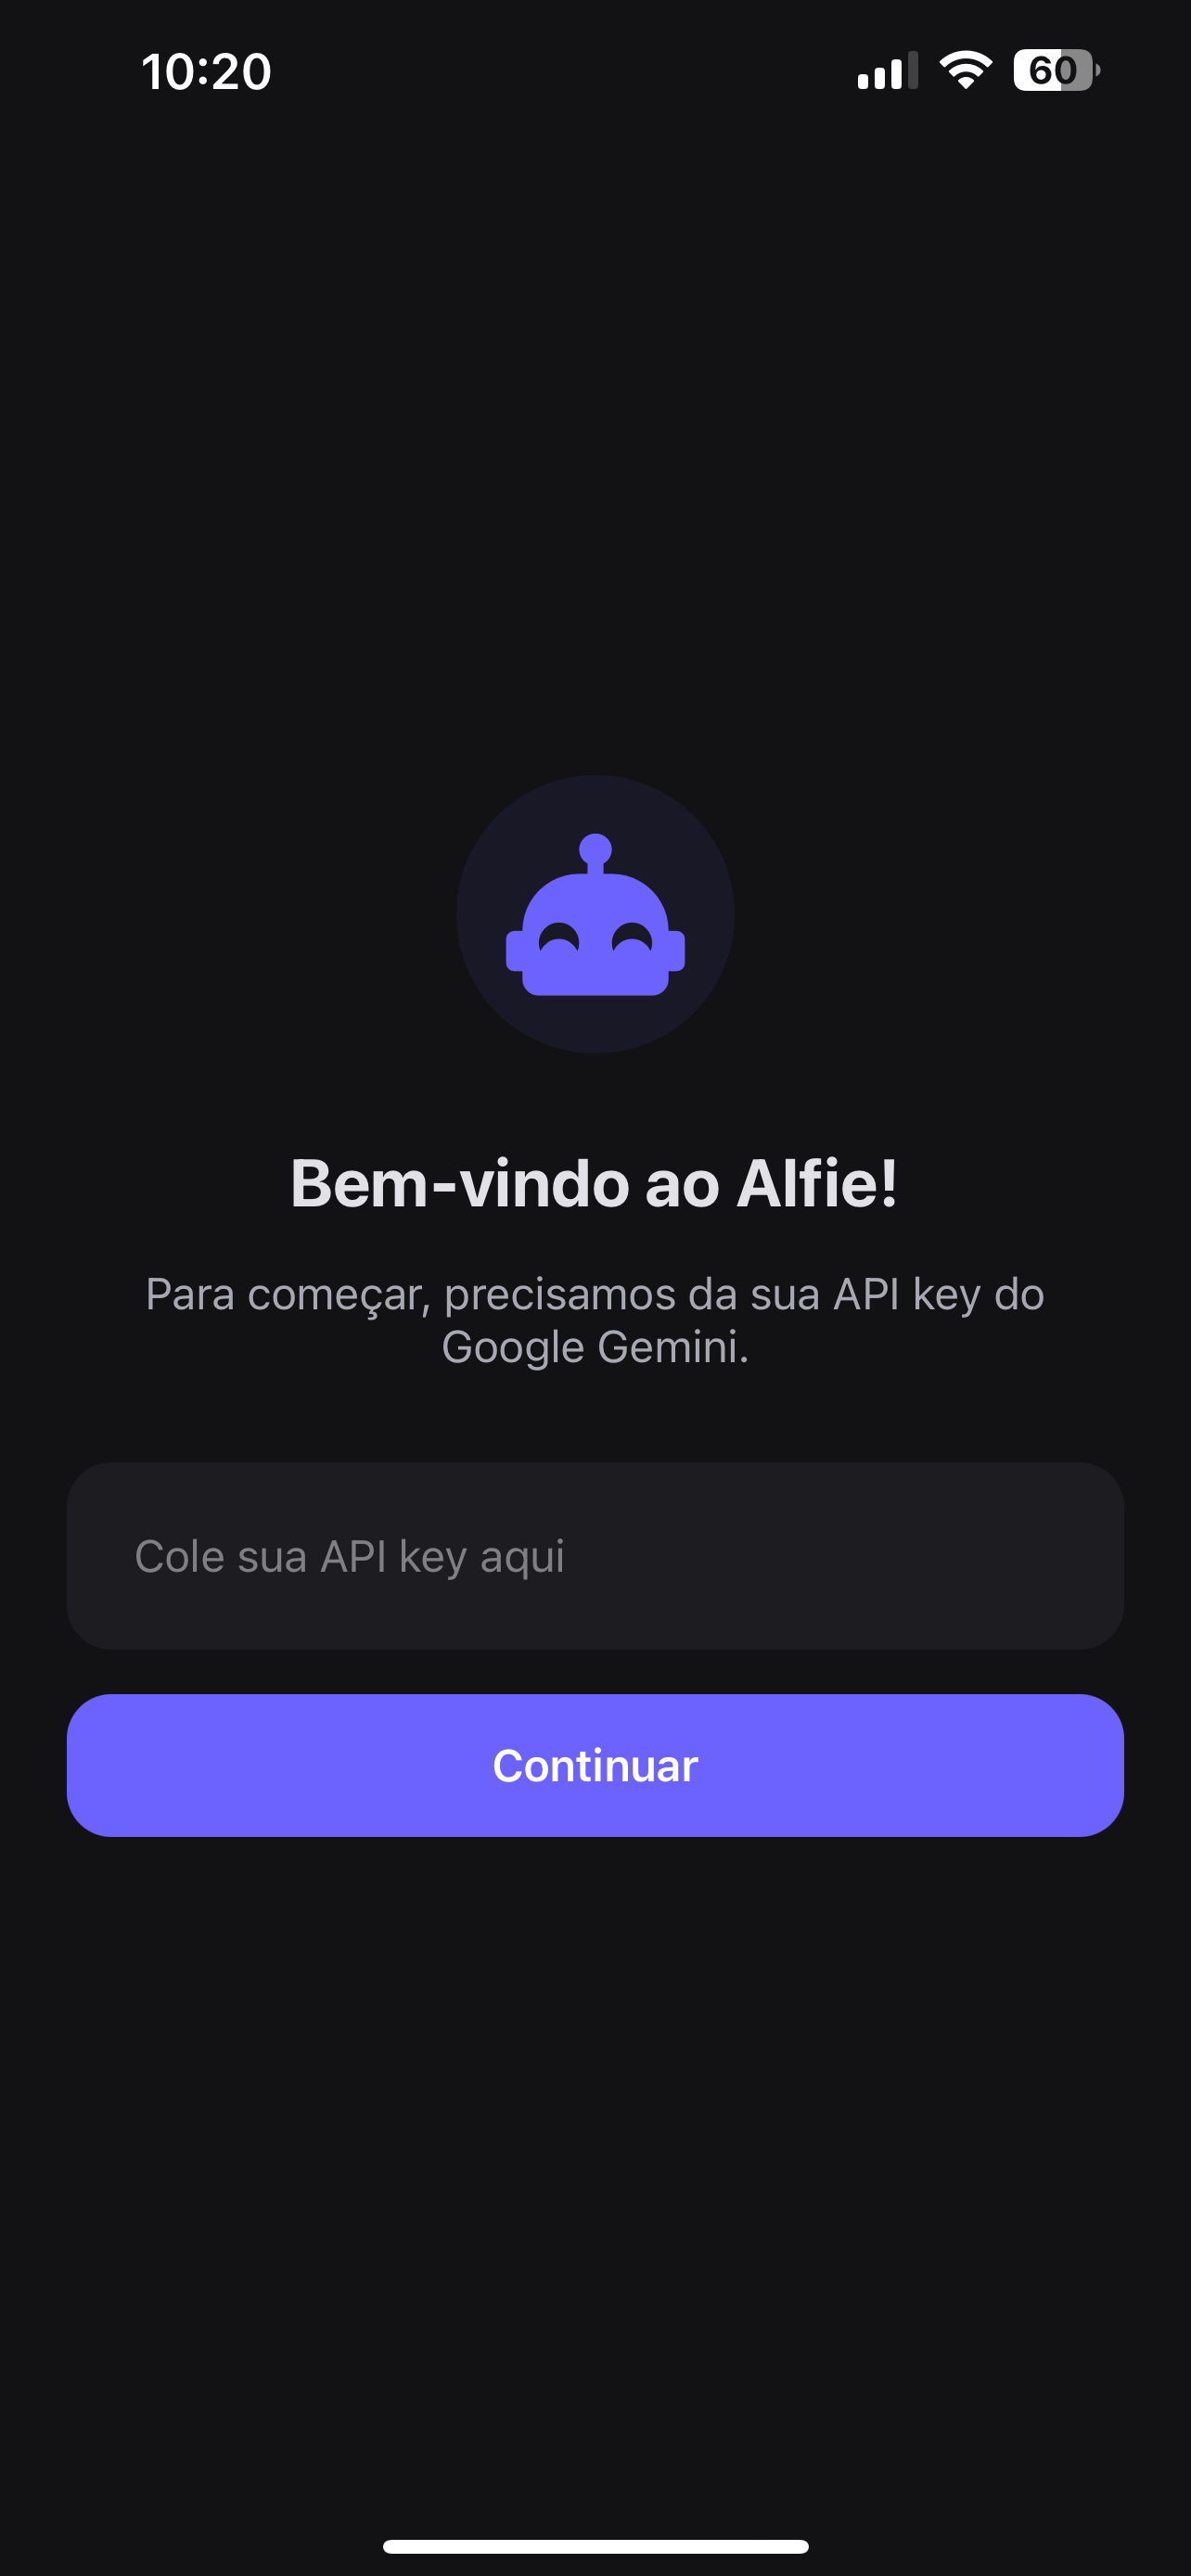 10:20
60
Bem-vindo ao Alfie!
Para começar, precisamos da sua API key do
Google Gemini.
Cole sua API key aqui
Continuar